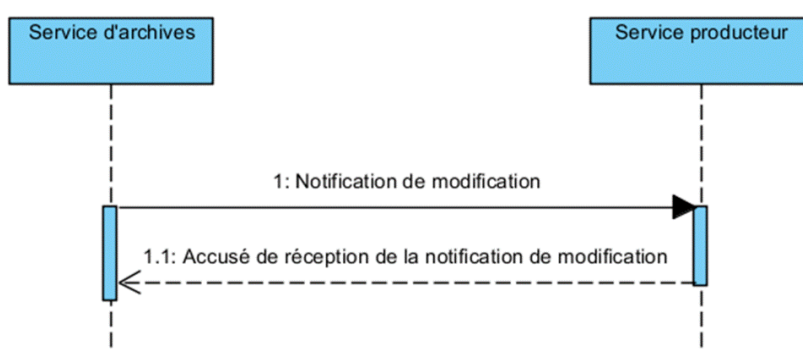 Service d'archives
Service producteur
1: Notification de modification
1.1: Accusé de réception de la notification de modification